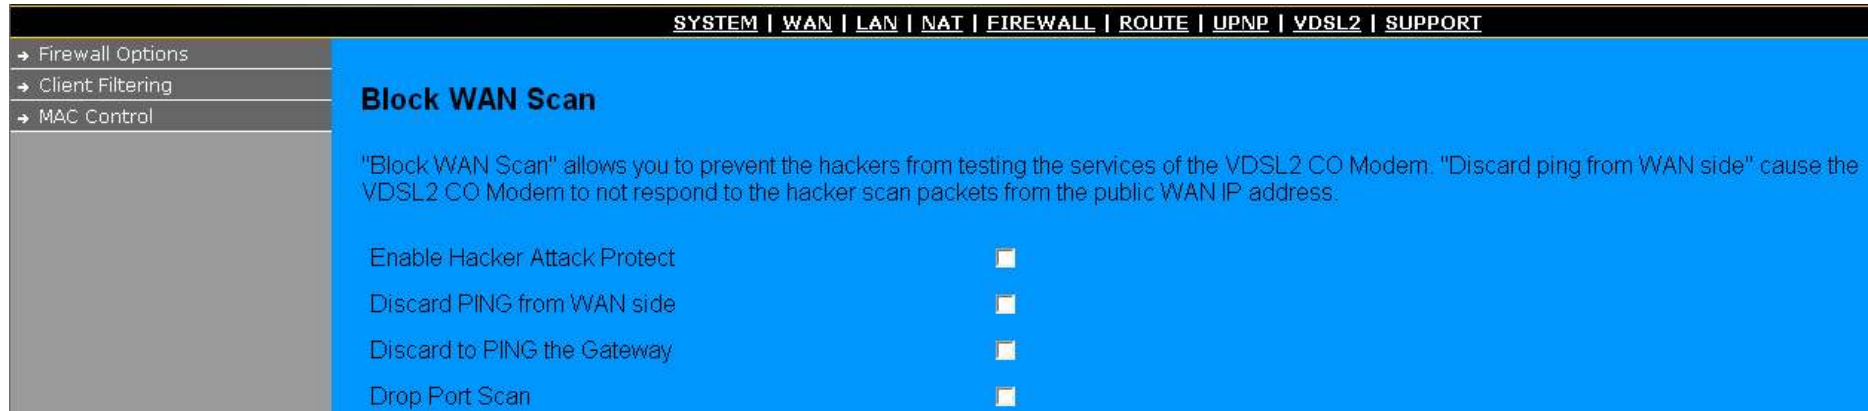 SYSTEM | WAN | LAN | NAT | FIREWALL | ROUTE | UPNP | VDSL2 | SUPPORT
→ Firewall Options
→ Client Filtering
→ MAC Control
Block WAN Scan
"Block WAN Scan" allows you to prevent the hackers from testing the services of the VDSL2 CO Modem. "Discard ping from WAN side" cause the
VDSL2 CO Modem to not respond to the hacker scan packets from the public WAN IP address.
Enable Hacker Attack Protect
Discard PING from WAN side
Discard to PING the Gateway
Drop Port Scan